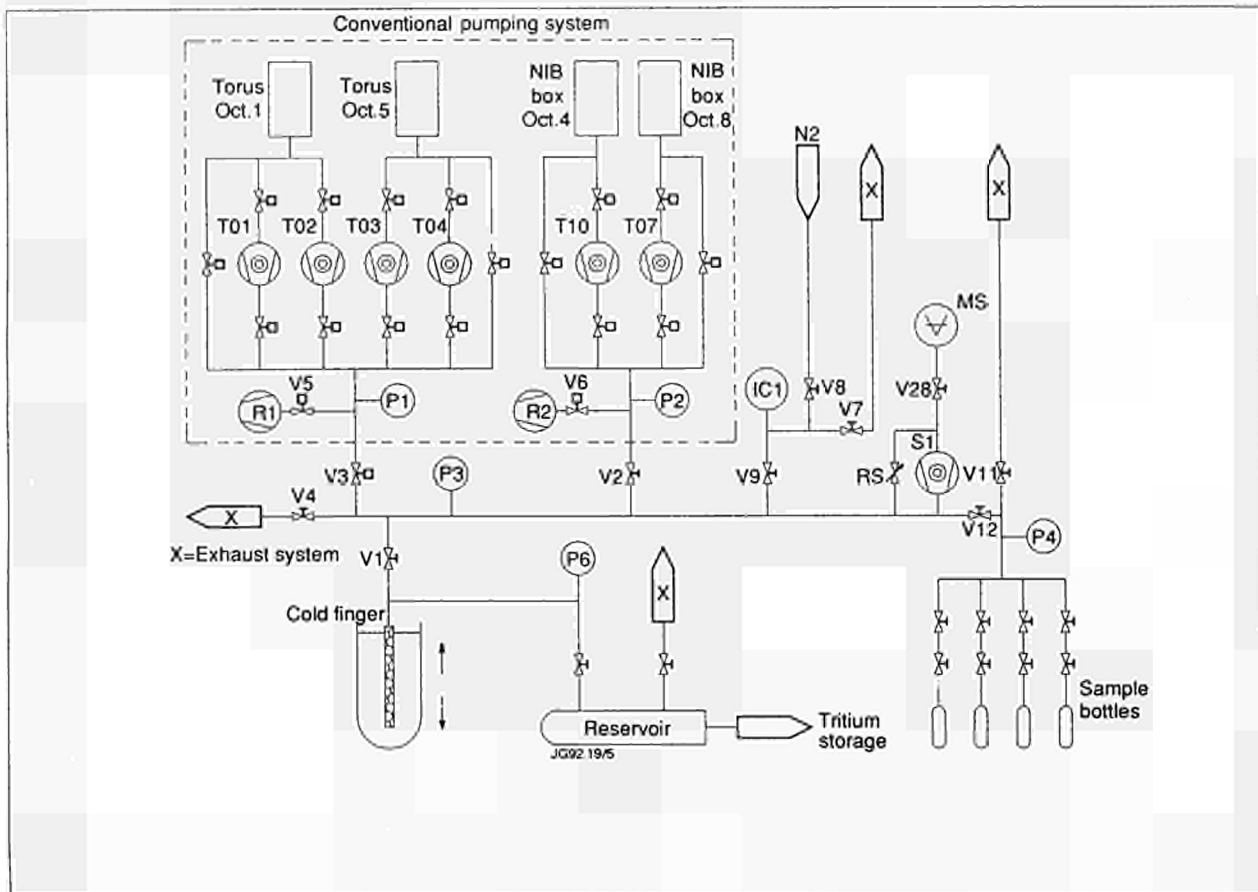 Conventional pumping system
Torus
Oct.1
Torus
Oct.5
NIB
box
Oct.4
NIB
box
Oct.8
N2
X
X
T01
T02
T03
T04
T10
T07
MS
V5
P1
V6
P2
R1
R2
IC1
V8
V7
V28
S1
V3
P3
V2
V9
RS
V11
V4
X
V12
X=Exhaust system
V1
P6
P4
X
Cold finger
Reservoir
Tritium
storage
JG92.19/5
Sample
bottles